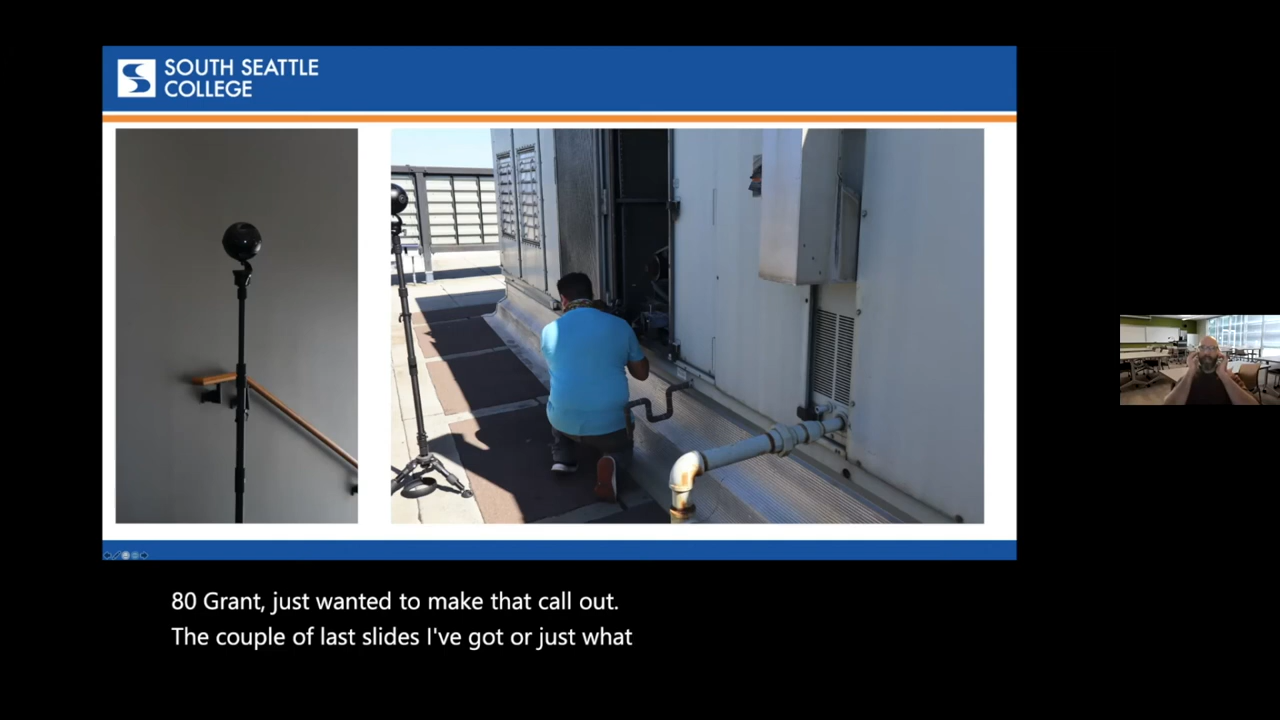 SOUTH SEATTLE
COLLEGE
80 Grant, just wanted to make that call out.
The couple of last slides I've got or just what